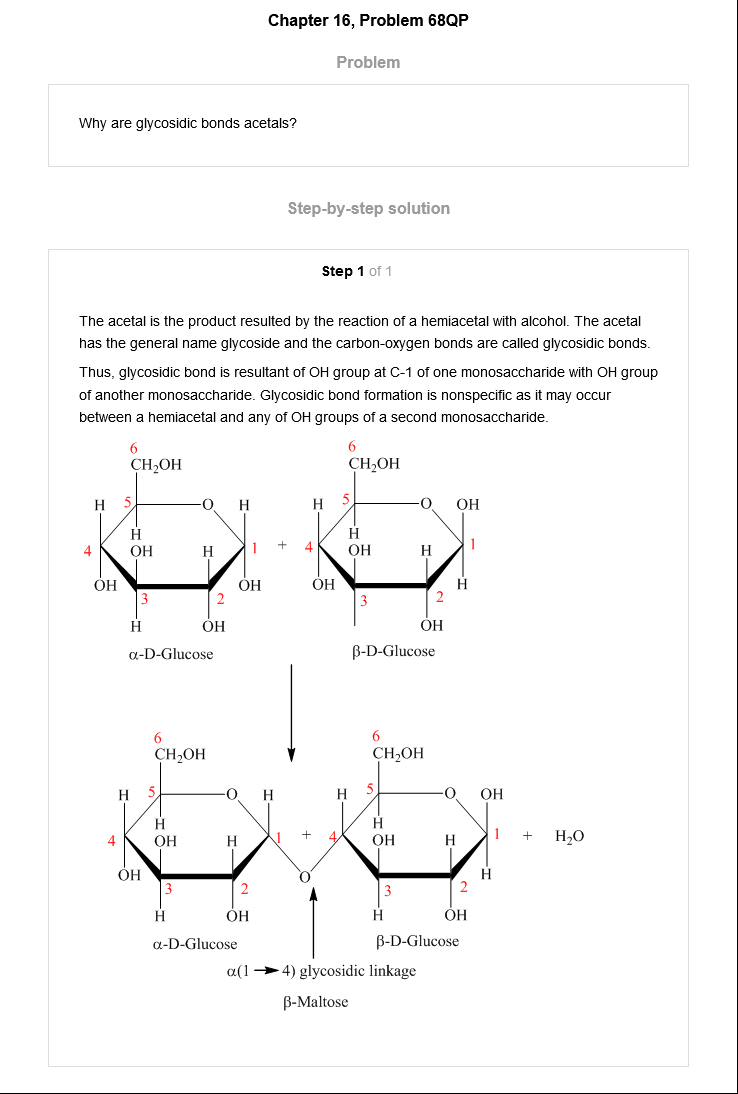 Chapter 16, Problem 68QP
Problem
Why are glycosidic bonds acetals?
Step-by-step solution
Step 1 of 1
The acetal is the product resulted by the reaction of a hemiacetal with alcohol. The acetal
has the general name glycoside and the carbon-oxygen bonds are called glycosidic bonds.
Thus, glycosidic bond is resultant of OH group at C-1 of one monosaccharide with OH group
of another monosaccharide. Glycosidic bond formation is nonspecific as it may occur
between a hemiacetal and any of OH groups of a second monosaccharide.
6 6
CH₂OH CH₂OH
H 5 O H H 5 O OH
H H
4 OH H 1 + 4 OH H 1
OH OH OH H
3 2 3 2
H OH OH
α-D-Glucose β-D-Glucose
6 6
CH₂OH CH₂OH
H 5 O H H 5 O OH
H H
4 OH H 1 + 4 OH H 1 + H₂O
OH O H
3 2 3 2
H OH H OH
α-D-Glucose β-D-Glucose
α(1 → 4) glycosidic linkage
β-Maltose